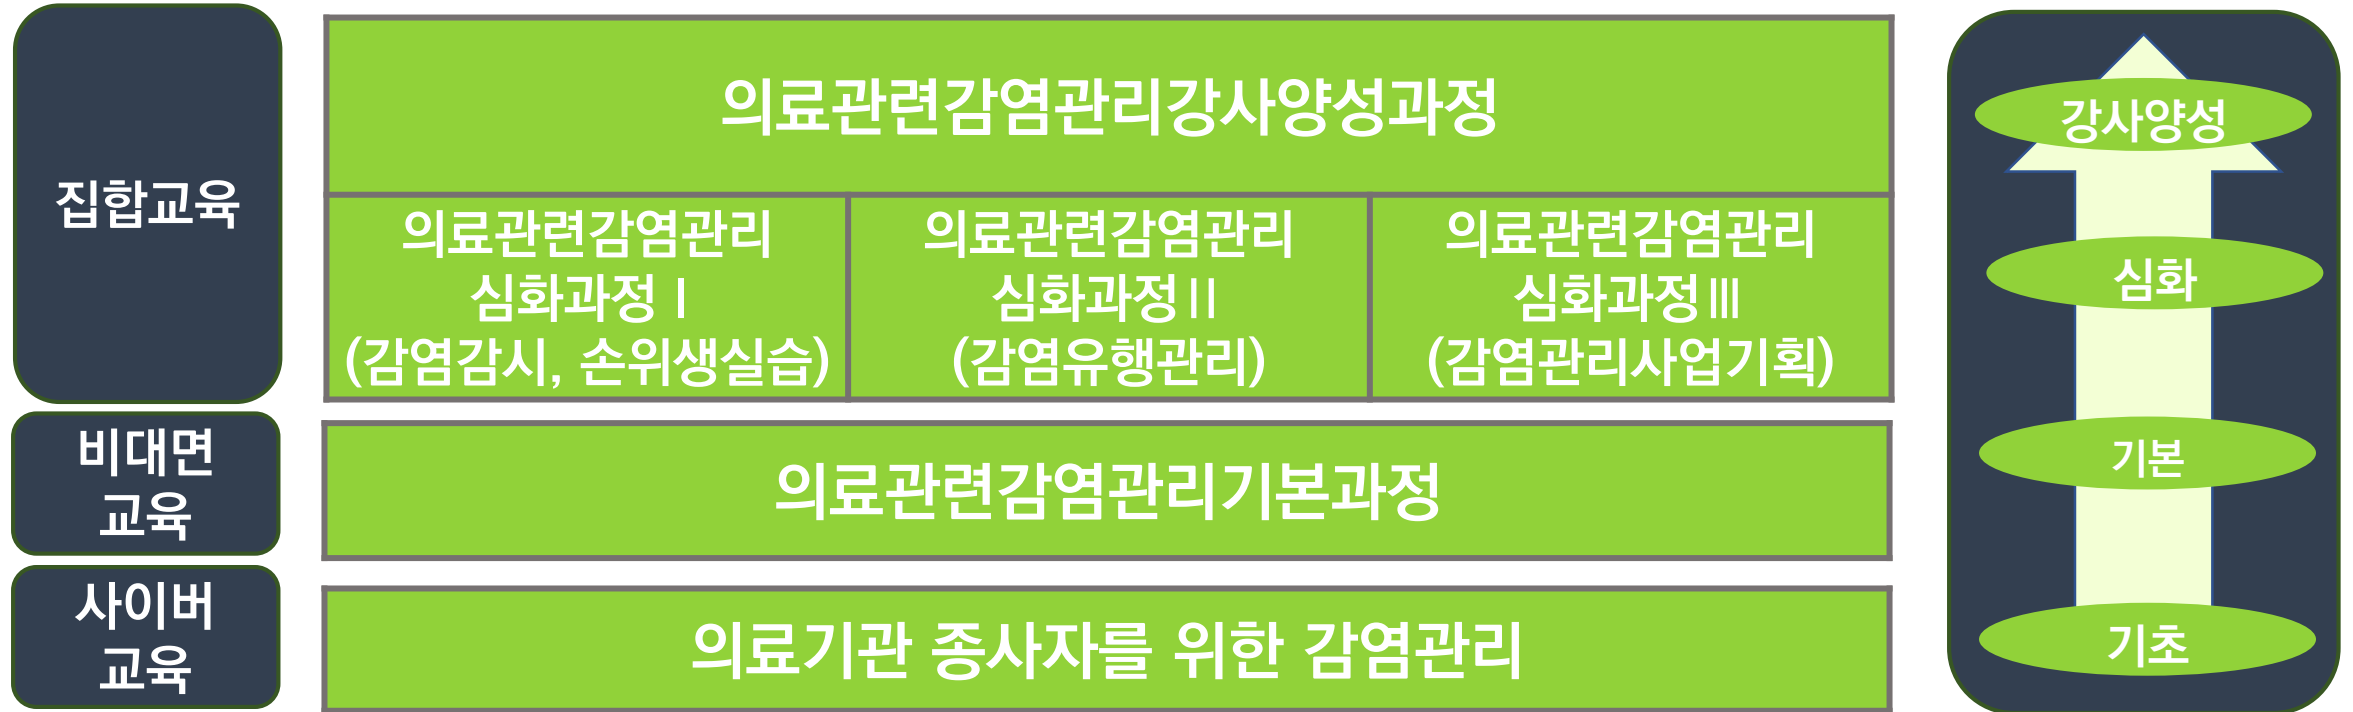 집합교육
의료관련감염관리강사양성과정
의료관련감염관리
심화과정Ⅰ
(감염감시, 손위생실습)
의료관련감염관리
심화과정Ⅱ
(감염유행관리)
의료관련감염관리
심화과정Ⅲ
(감염관리사업기획)
비대면
교육
의료관련감염관리기본과정
사이버
교육
의료기관 종사자를 위한 감염관리
강사양성
심화
기본
기초